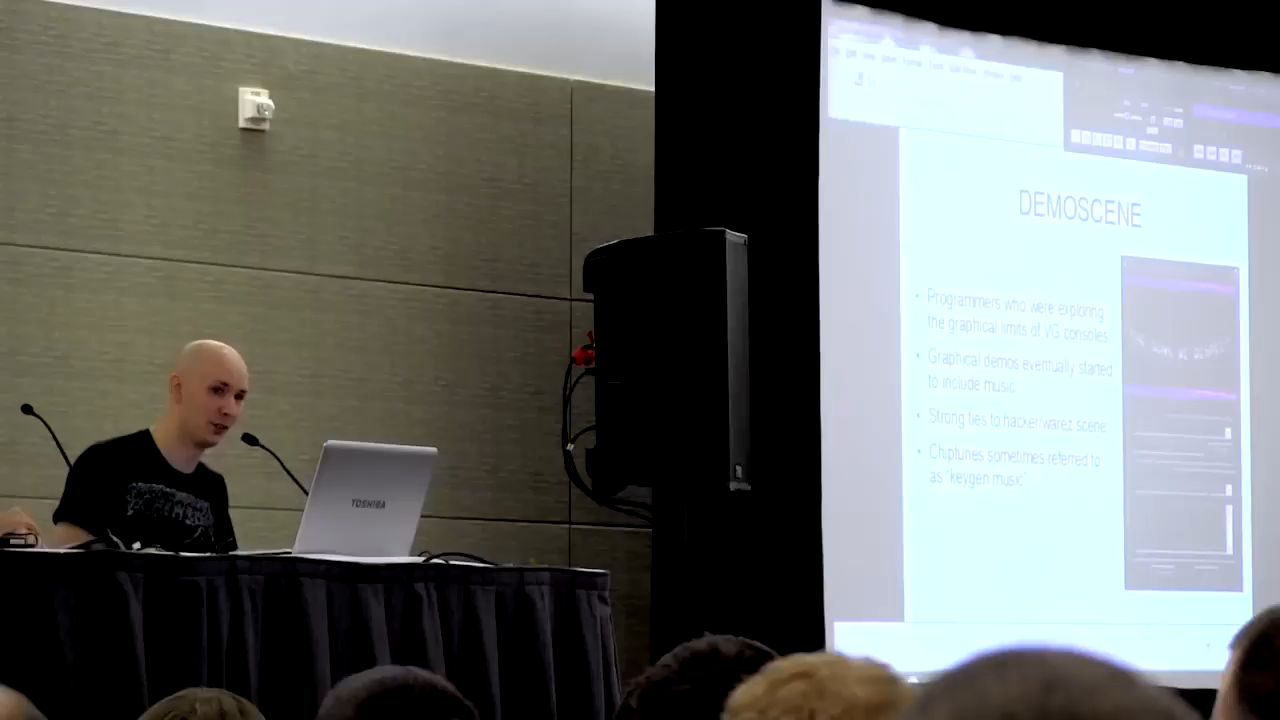 TOSHIBA
DEMOSCENE
• Programmers who were exploring
the graphical limits of VG consoles
• Graphical demos eventually started
to include music
• Strong ties to hacker/warez scene
• Chiptunes sometimes referred to
as "keygen music"